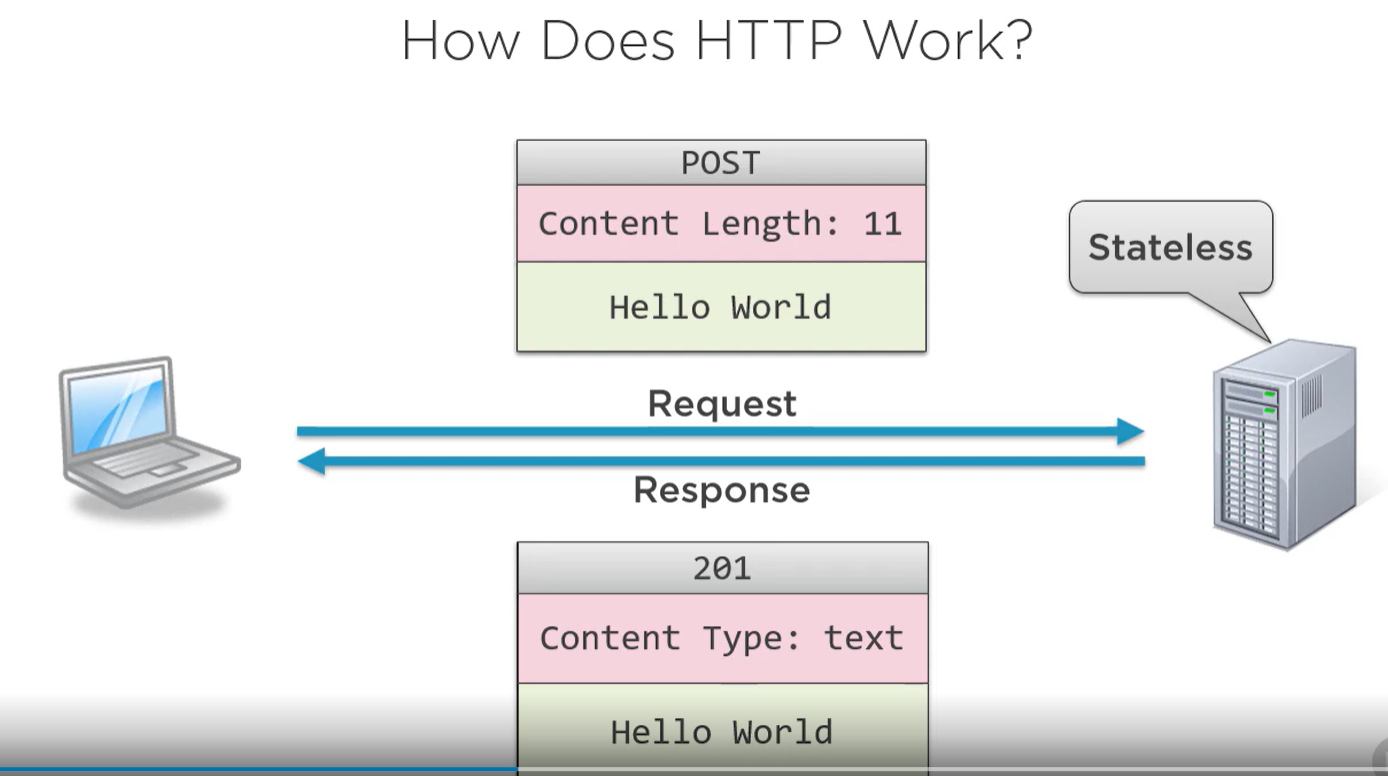 How Does HTTP Work?
POST
Content Length: 11
Hello World
Stateless
Request
Response
201
Content Type: text
Hello World